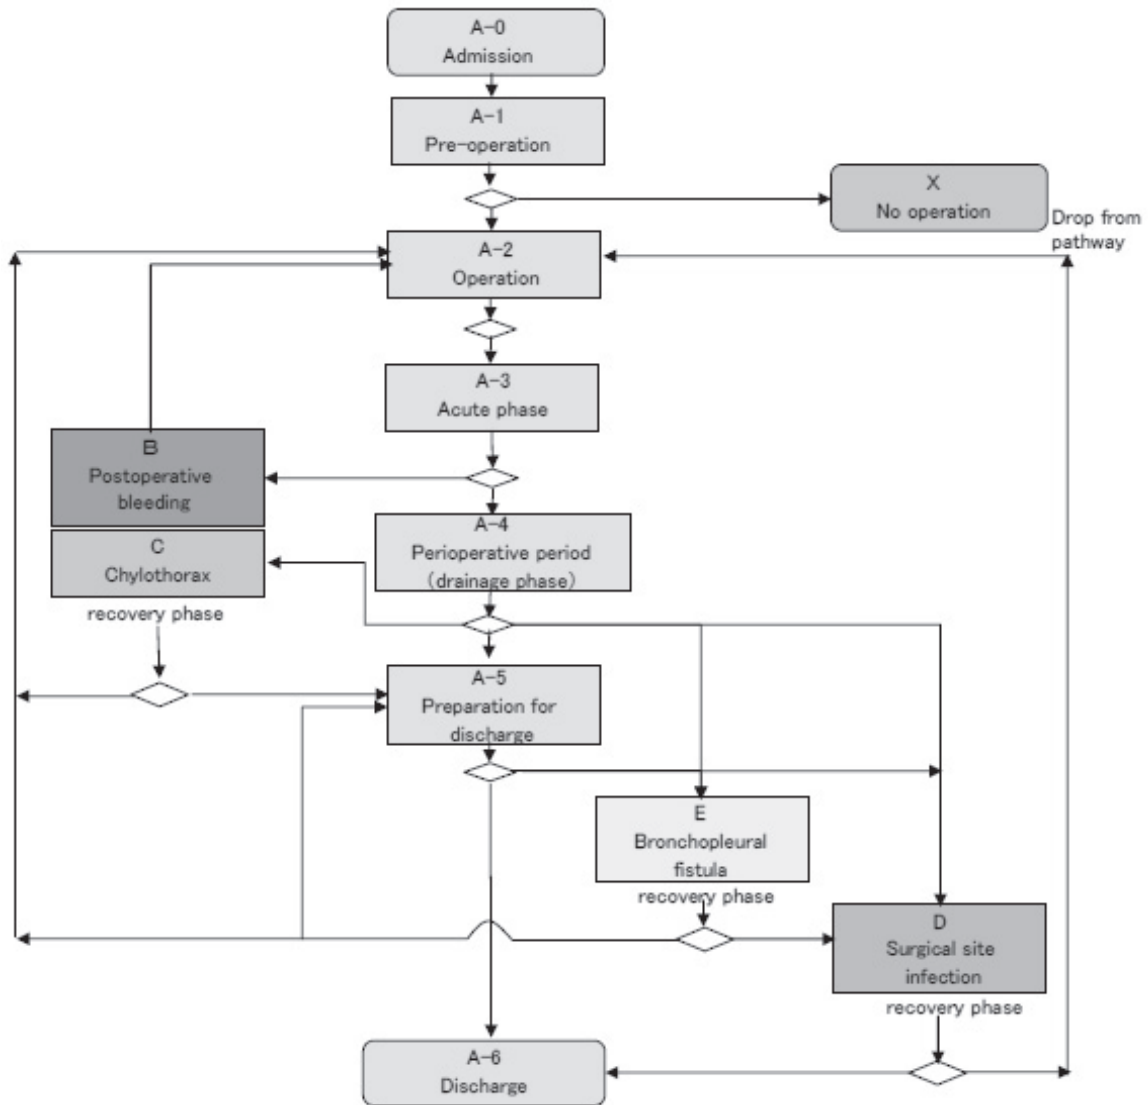 A-0
Admission
A-1
Pre-operation
X
No operation
Drop from
pathway
A-2
Operation
A-3
Acute phase
B
Postoperative
bleeding
A-4
Perioperative period
(drainage phase)
C
Chylothorax
recovery phase
A-5
Preparation for
discharge
E
Bronchopleural
fistula
recovery phase
D
Surgical site
infection
recovery phase
A-6
Discharge